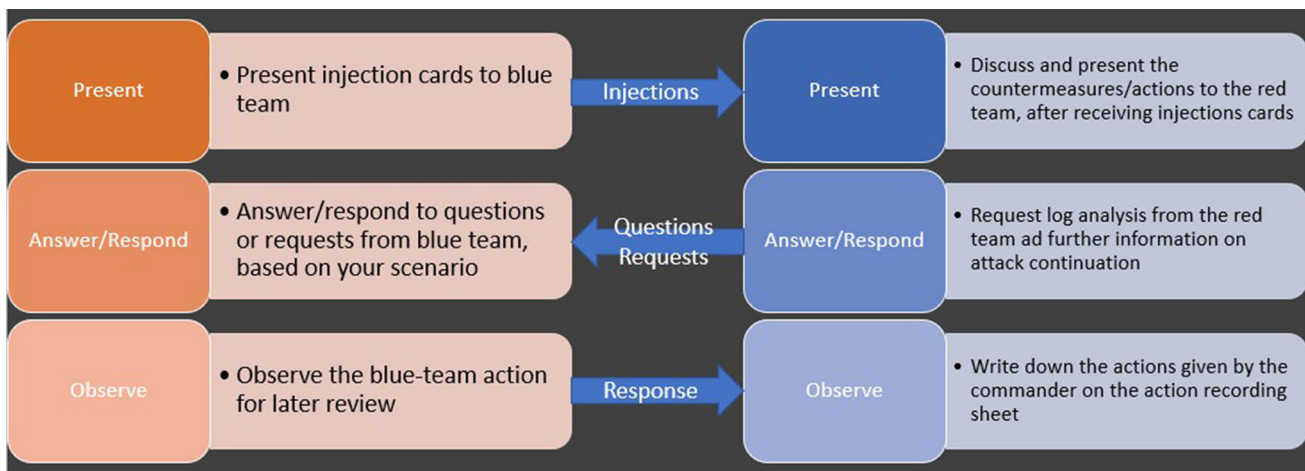 Present
• Present injection cards to blue
team
Injections
Present
• Discuss and present the
countermeasures/actions to the red
team, after receiving injections cards
Answer/Respond
• Answer/respond to questions
or requests from blue team,
based on your scenario
Questions
Requests
Answer/Respond
• Request log analysis from the red
team ad further information on
attack continuation
Observe
• Observe the blue-team action
for later review
Response
Observe
• Write down the actions given by the
commander on the action recording
sheet